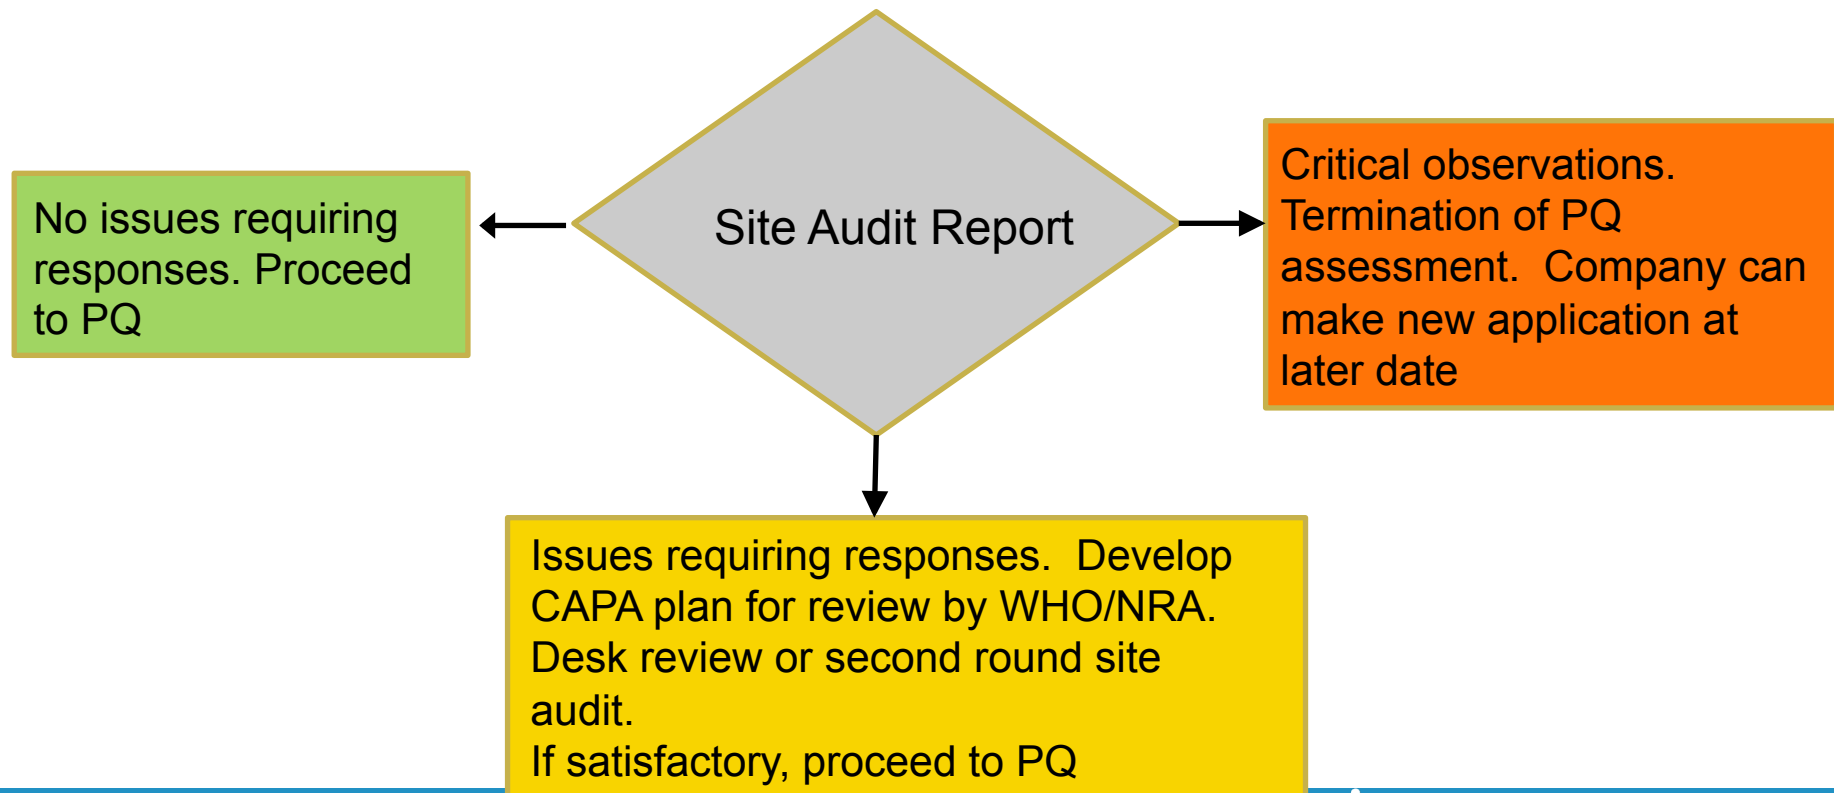 Site Audit Report
No issues requiring
responses. Proceed
to PQ
Critical observations.
Termination of PQ
assessment.  Company can
make new application at
later date
Issues requiring responses.  Develop
CAPA plan for review by WHO/NRA.
Desk review or second round site
audit.
If satisfactory, proceed to PQ